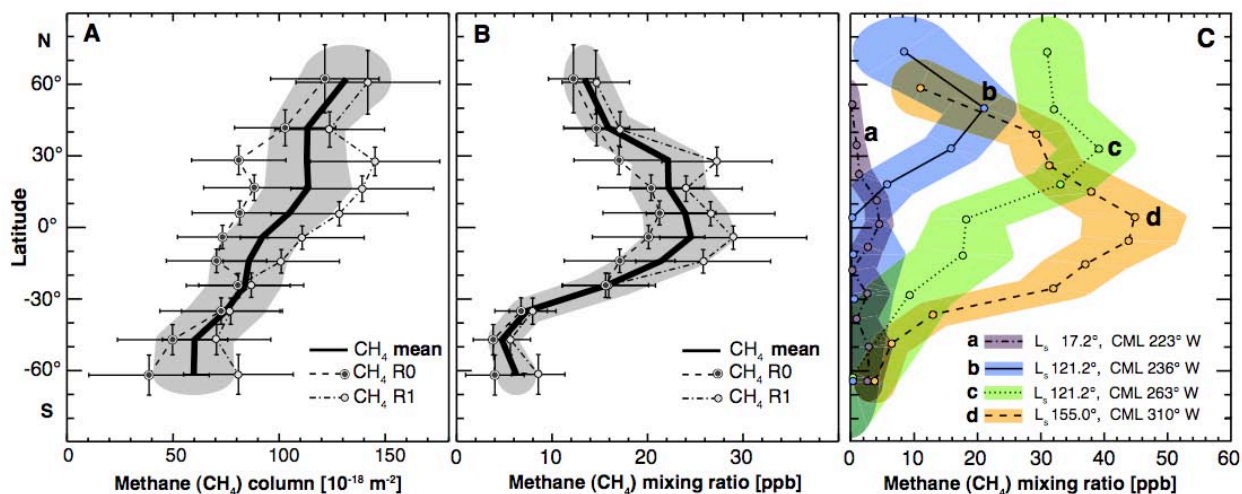 A
N
60°
30°
0°
-30°
-60°
S
Latitude
CH₄ mean
CH₄ R0
CH₄ R1
0 50 100
Methane (CH₄) column [10⁻¹⁸ m⁻²]
B
CH₄ mean
CH₄ R0
CH₄ R1
0 10 20 30
Methane (CH₄) mixing ratio [ppb]
C
a
b
c
d
a Lₛ 17.2°, CML 223° W
b Lₛ 121.2°, CML 236° W
c Lₛ 121.2°, CML 263° W
d Lₛ 155.0°, CML 310° W
0 10 20 30 40 50 60
Methane (CH₄) mixing ratio [ppb]